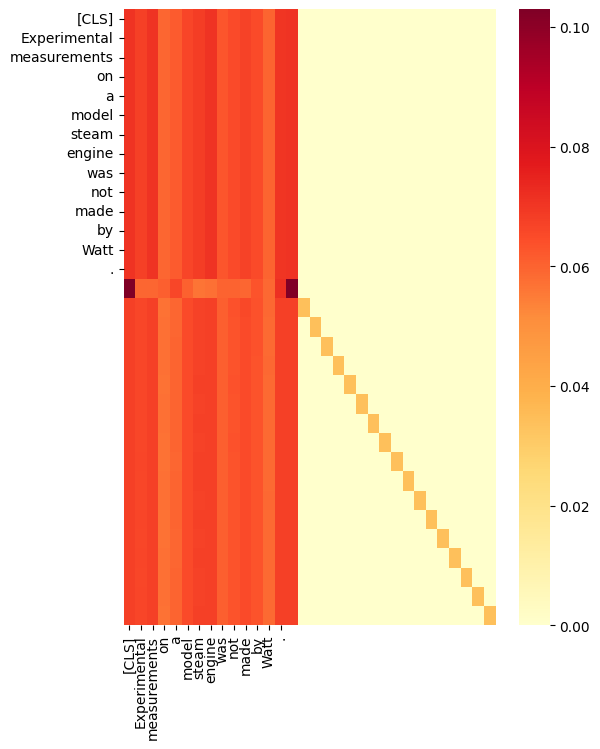 [CLS]
Experimental
measurements
on
a
model
steam
engine
was
not
made
by
Watt
.
0.10
0.08
0.06
0.04
0.02
0.00
[CLS]
Experimental
measurements
on
a
model
steam
engine
was
not
made
by
Watt
.